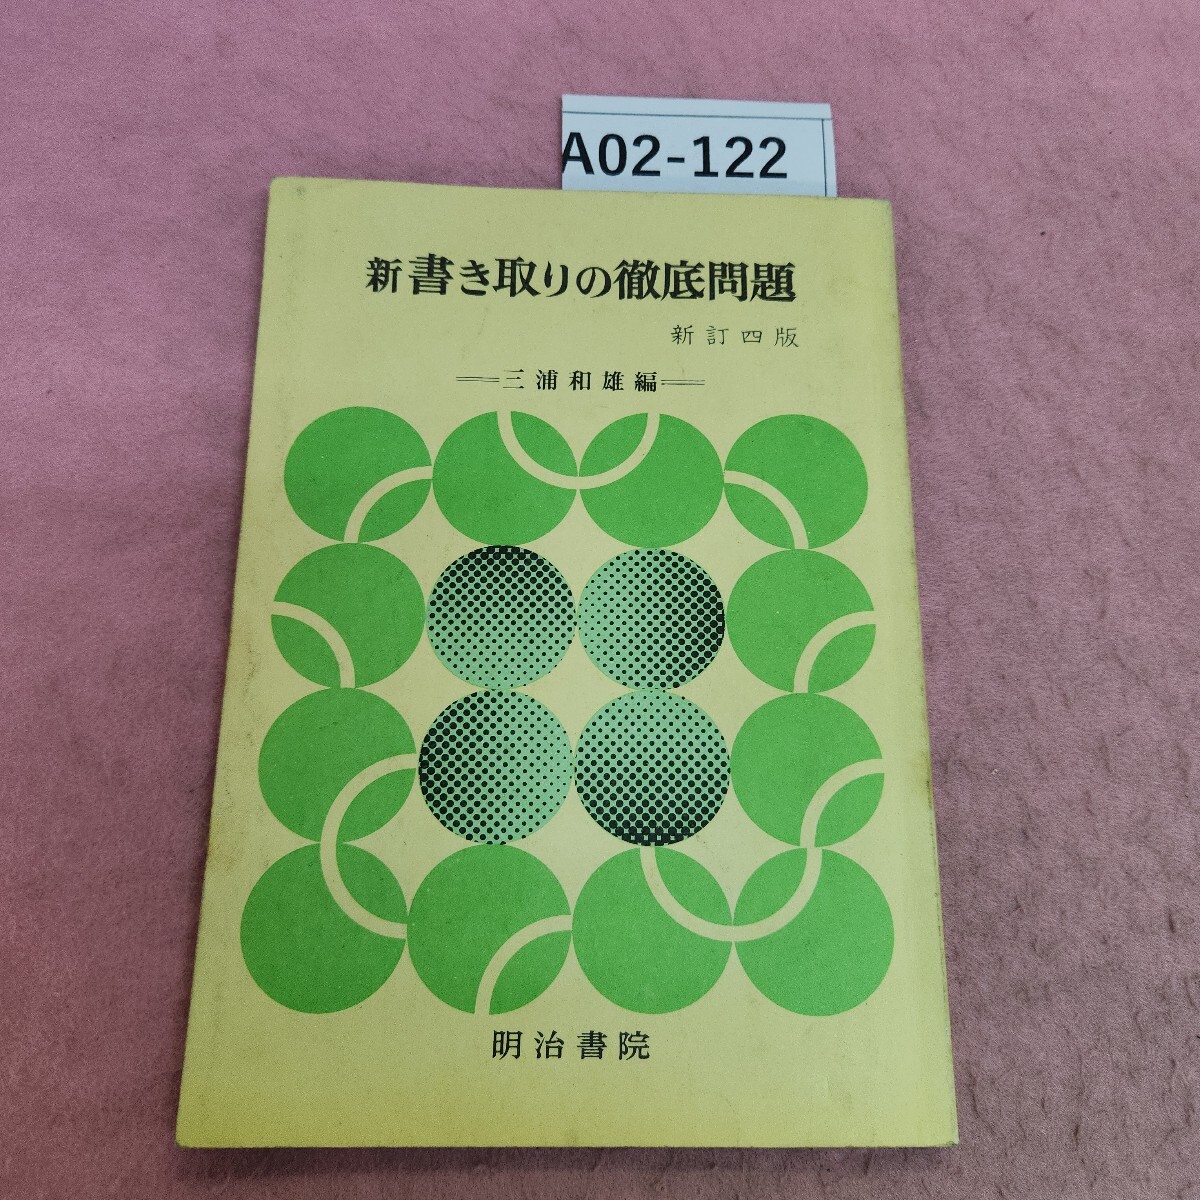 A02-122
新書き取りの徹底問題
新訂四版
三浦和雄編
明治書院